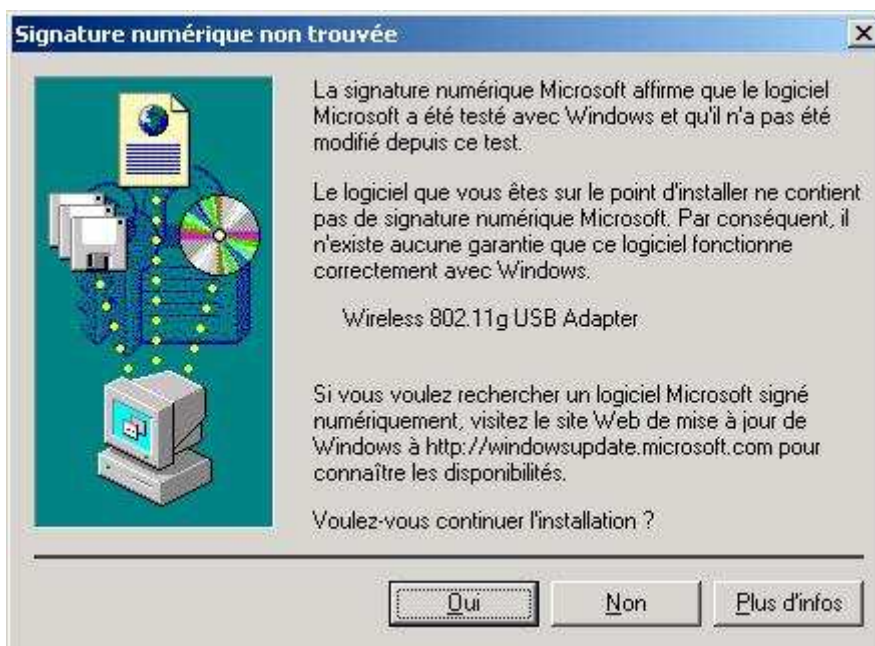 Signature numérique non trouvée
La signature numérique Microsoft affirme que le logiciel
Microsoft a été testé avec Windows et qu'il n'a pas été
modifié depuis ce test.
Le logiciel que vous êtes sur le point d'installer ne contient
pas de signature numérique Microsoft. Par conséquent, il
n'existe aucune garantie que ce logiciel fonctionne
correctement avec Windows.
Wireless 802.11g USB Adapter
Si vous voulez rechercher un logiciel Microsoft signé
numériquement, visitez le site Web de mise à jour de
Windows à http://windowsupdate.microsoft.com pour
connaître les disponibilités.
Voulez-vous continuer l'installation ?
Oui Non Plus d'infos